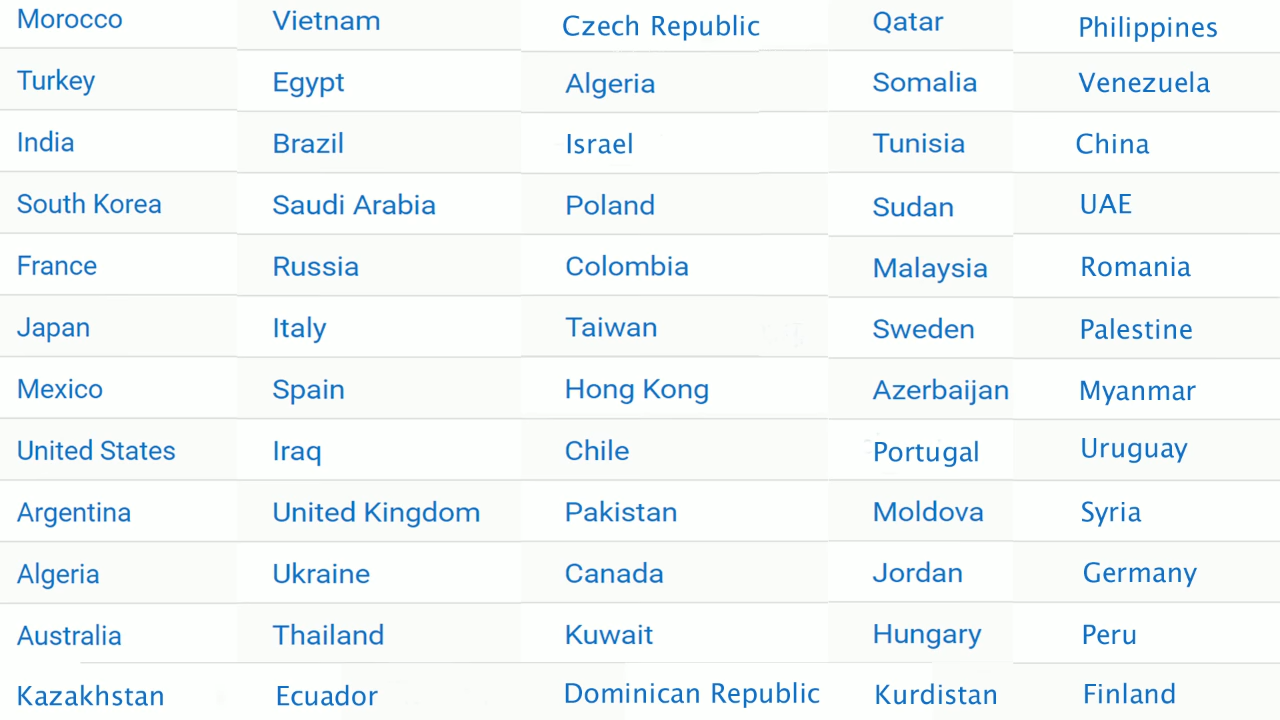 Morocco Vietnam Czech Republic Qatar Philippines
Turkey Egypt Algeria Somalia Venezuela
India Brazil Israel Tunisia China
South Korea Saudi Arabia Poland Sudan UAE
France Russia Colombia Malaysia Romania
Japan Italy Taiwan Sweden Palestine
Mexico Spain Hong Kong Azerbaijan Myanmar
United States Iraq Chile Portugal Uruguay
Argentina United Kingdom Pakistan Moldova Syria
Algeria Ukraine Canada Jordan Germany
Australia Thailand Kuwait Hungary Peru
Kazakhstan Ecuador Dominican Republic Kurdistan Finland